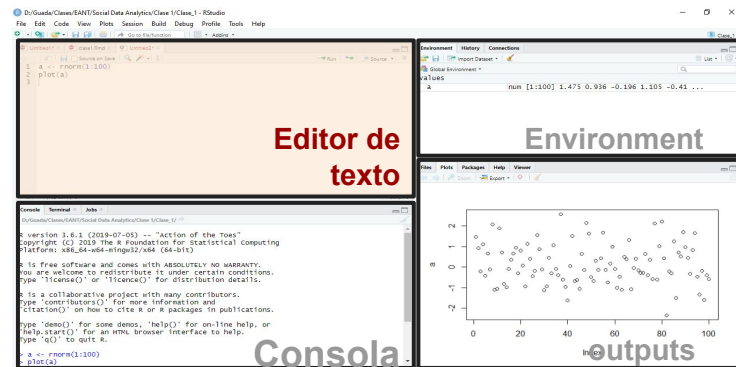 D:/Guada/Clases/EANT/Social Data Analytics/Clase 1/Clase_1 - RStudio
File Edit Code View Plots Session Build Debug Profile Tools Help
Go to file/function Addins
Clase_1
Untitled1* clase1.Rmd Untitled2*
Source on Save Run Source
1 a <- rnorm(1:100)
2 plot(a)
3
Editor de
texto
Environment History Connections
Import Dataset List
Global Environment
values
a num [1:100] 1.475 0.936 -0.196 1.105 -0.41 ...
Environment
Console Terminal Jobs
D:/Guada/Clases/EANT/Social Data Analytics/Clase 1/Clase_1/
R version 3.6.1 (2019-07-05) -- "Action of the Toes"
Copyright (C) 2019 The R Foundation for Statistical Computing
Platform: x86_64-w64-mingw32/x64 (64-bit)
R is free software and comes with ABSOLUTELY NO WARRANTY.
You are welcome to redistribute it under certain conditions.
Type 'license()' or 'licence()' for distribution details.
R is a collaborative project with many contributors.
Type 'contributors()' for more information and
'citation()' on how to cite R or R packages in publications.
Type 'demo()' for some demos, 'help()' for on-line help, or
'help.start()' for an HTML browser interface to help.
Type 'q()' to quit R.
> a <- rnorm(1:100)
> plot(a)
Consola
Files Plots Packages Help Viewer
Zoom Export
2
1
0
-1
-2
a
0 20 40 60 80 100
outputs